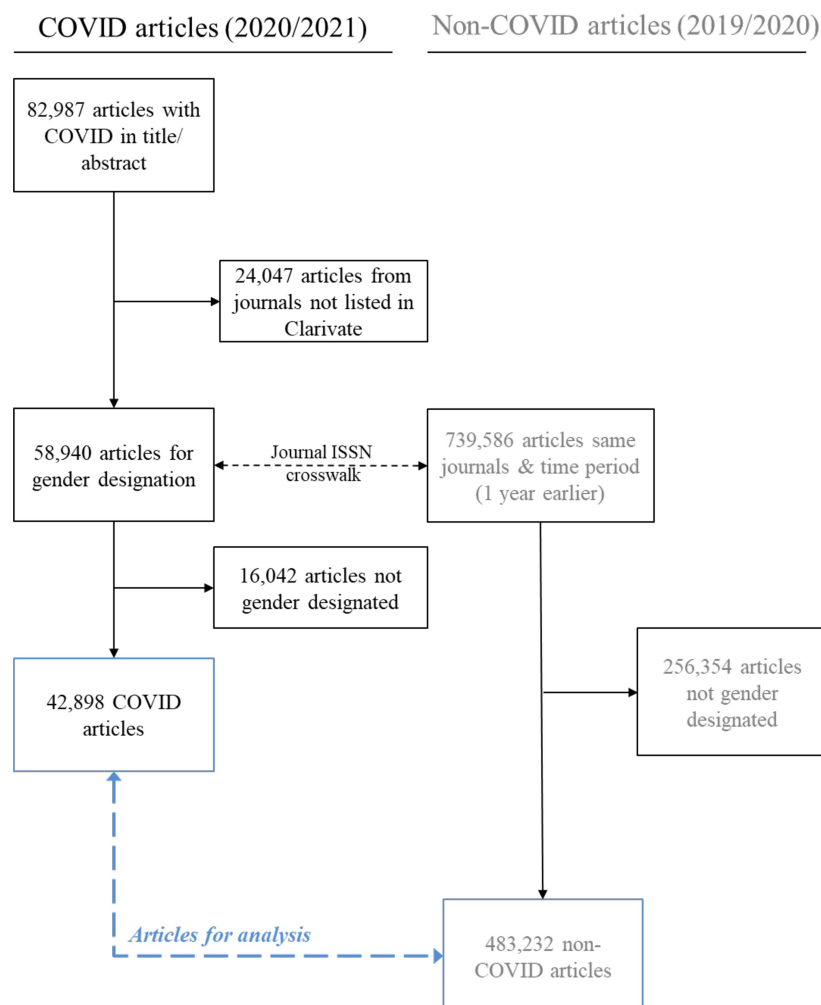 COVID articles (2020/2021)
Non-COVID articles (2019/2020)
82,987 articles with
COVID in title/
abstract
24,047 articles from
journals not listed in
Clarivate
58,940 articles for
gender designation
Journal ISSN
crosswalk
739,586 articles same
journals & time period
(1 year earlier)
16,042 articles not
gender designated
42,898 COVID
articles
256,354 articles
not gender
designated
Articles for analysis
483,232 non-
COVID articles